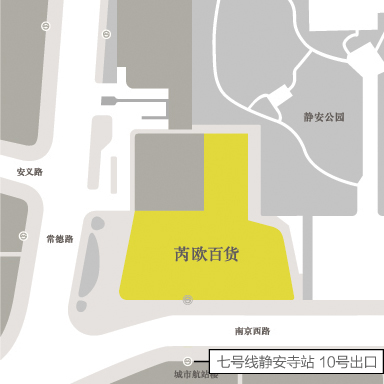 静安公园
安义路
常德路
芮欧百货
南京西路
七号线静安寺站 10号出口
城市航站楼